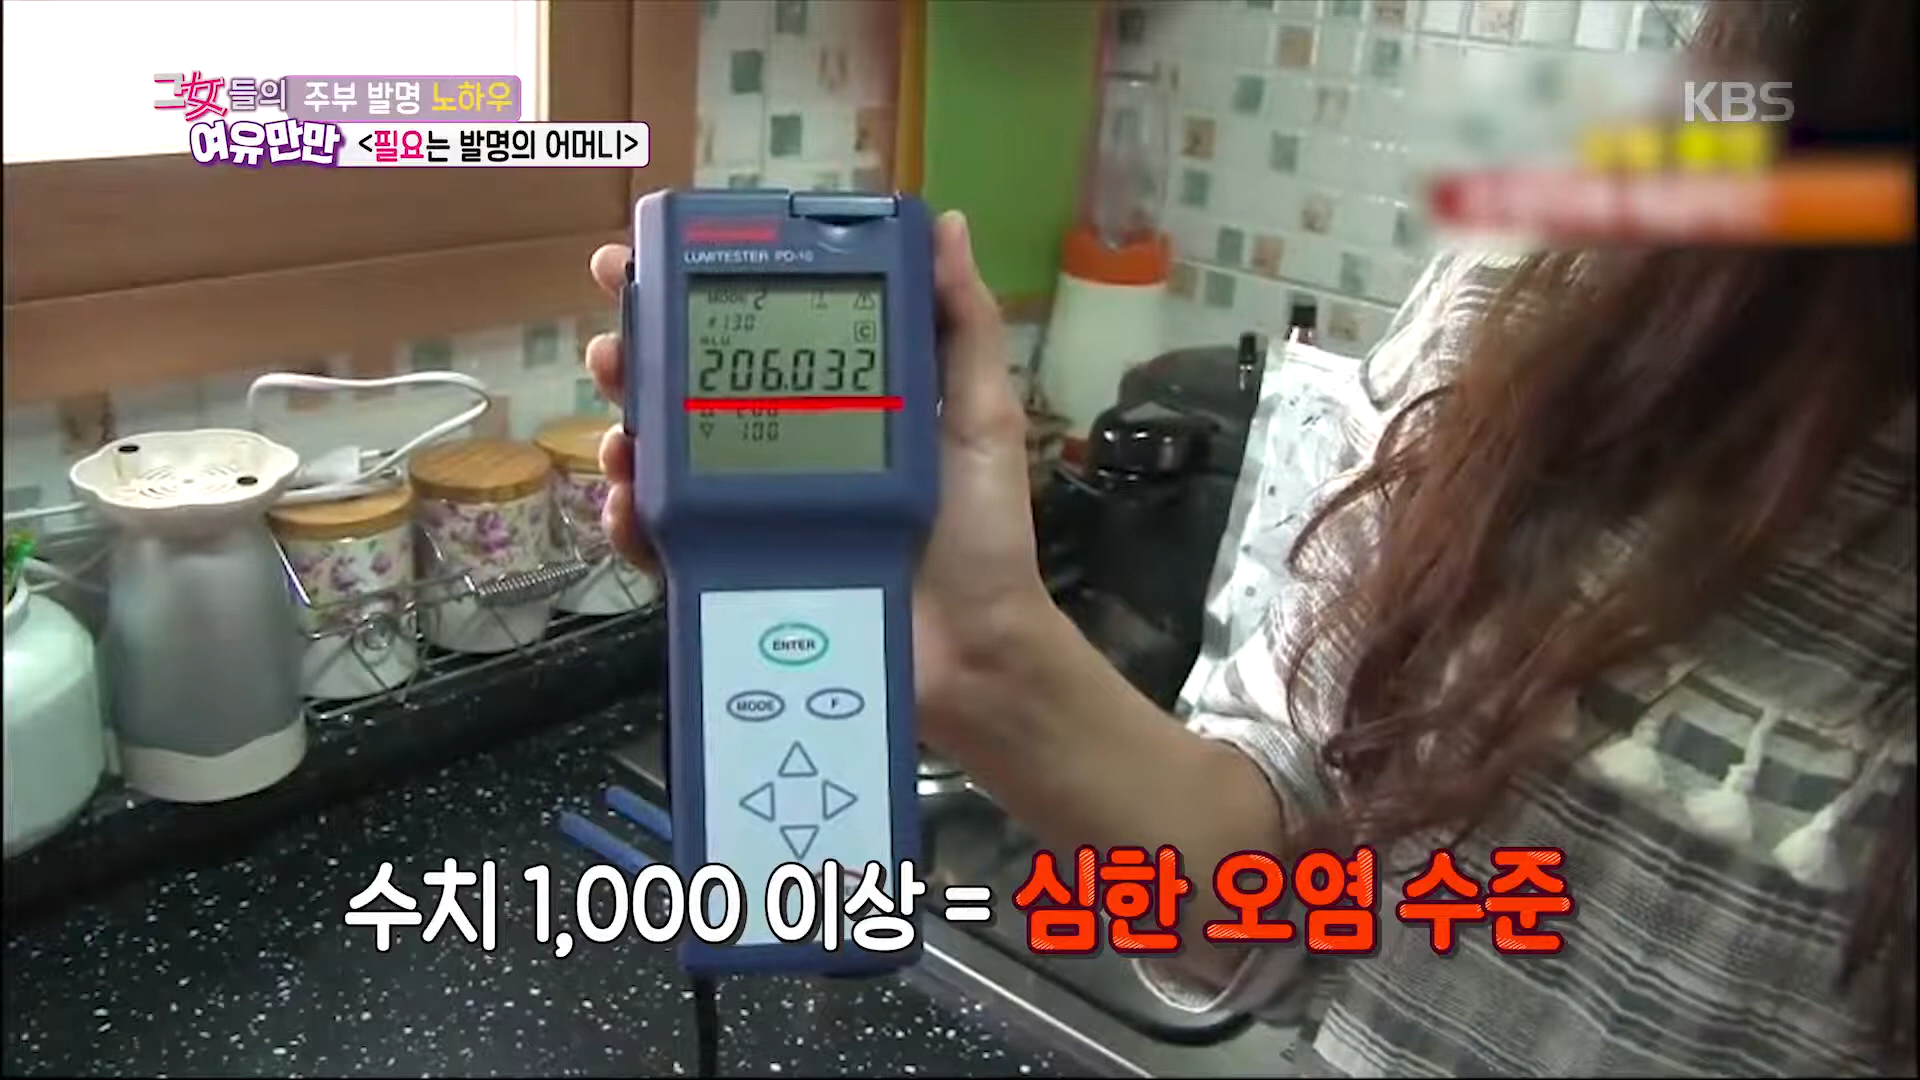 그女들의 주부 발명 노하우
여유만만 <필요는 발명의 어머니>
KBS
LUMITESTER PD-10
MODE 2
#130
C
RLU
206.032
200
100
ENTER
MODE F
수치 1,000 이상 = 심한 오염 수준